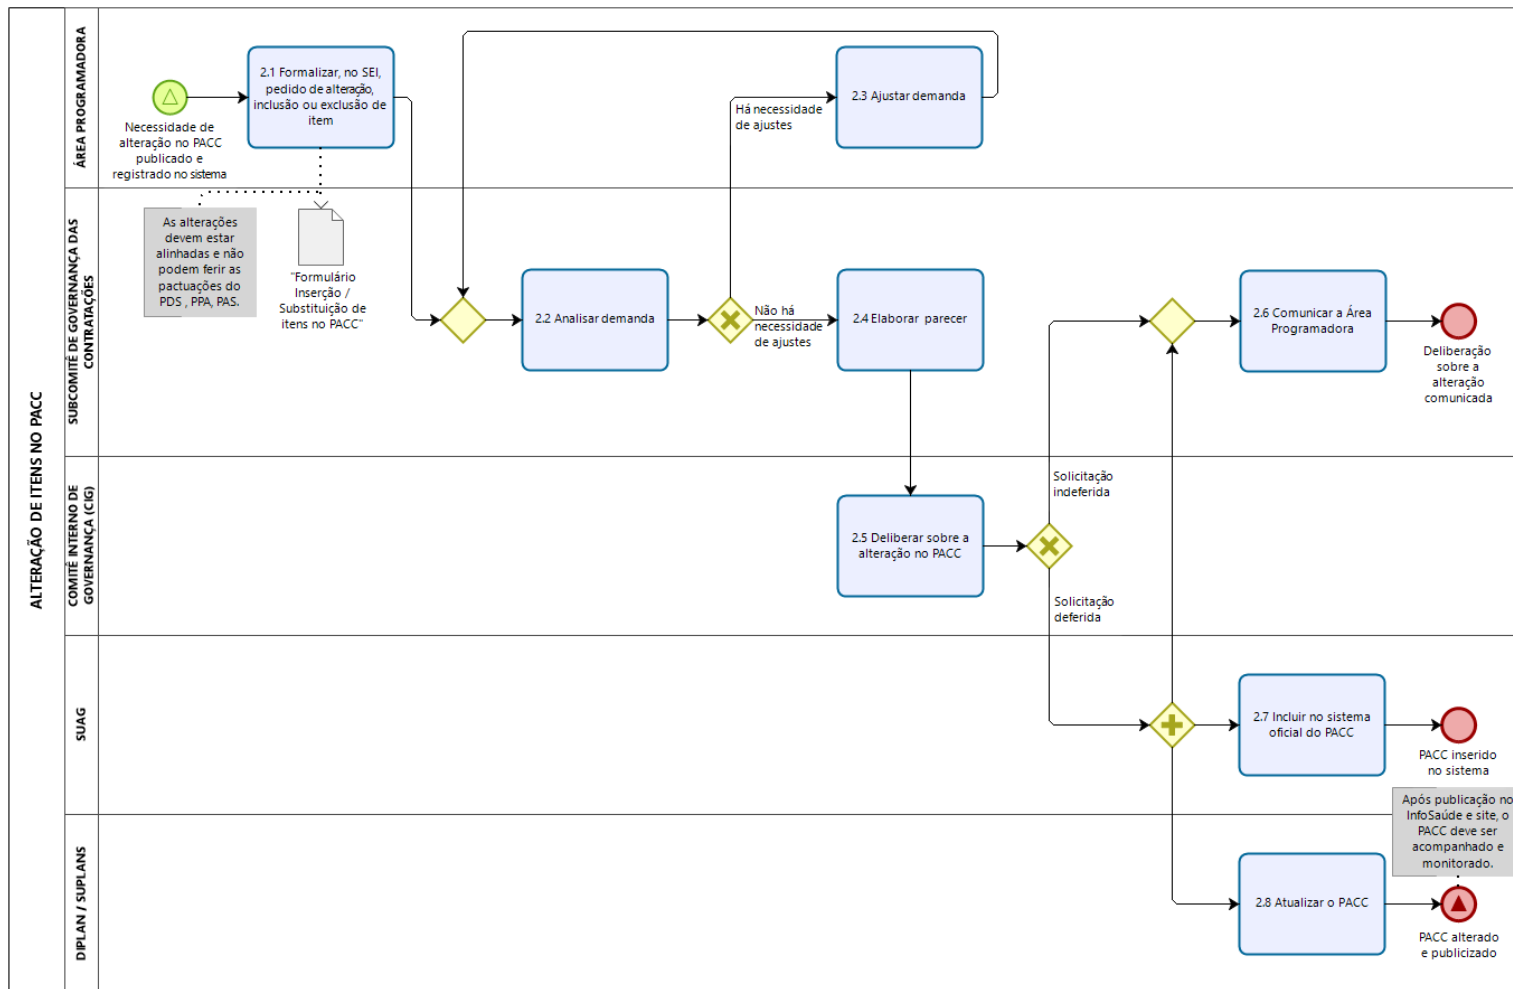 ALTERAÇÃO DE ITENS NO PACC
ÁREA PROGRAMADORA
Necessidade de
alteração no PACC
publicado e
registrado no sistema
2.1 Formalizar, no SEI,
pedido de alteração,
inclusão ou exclusão de
item
Há necessidade
de ajustes
2.3 Ajustar demanda
SUBCOMITÊ DE GOVERNANÇA DAS
CONTRATAÇÕES
As alterações
devem estar
alinhadas e não
podem ferir as
pactuações do
PDS , PPA, PAS.
"Formulário
Inserção /
Substituição de
itens no PACC"
2.2 Analisar demanda
Não há
necessidade
de ajustes
2.4 Elaborar parecer
2.6 Comunicar a Área
Programadora
Deliberação
sobre a
alteração
comunicada
COMITÊ INTERNO DE
GOVERNANÇA (CIG)
2.5 Deliberar sobre a
alteração no PACC
Solicitação
indeferida
Solicitação
deferida
SUAG
2.7 Incluir no sistema
oficial do PACC
PACC inserido
no sistema
DIPLAN / SUPLANS
Após publicação no
InfoSaúde e site, o
PACC deve ser
acompanhado e
monitorado.
2.8 Atualizar o PACC
PACC alterado
e publicizado